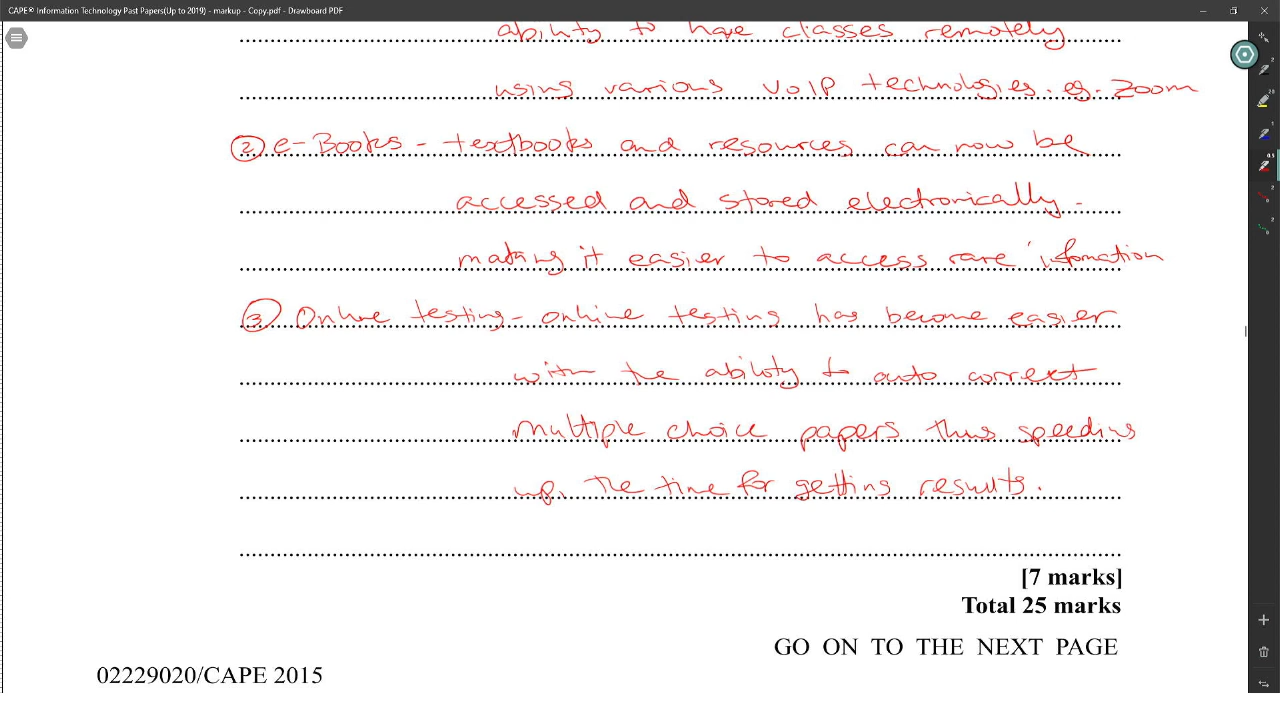 CAPE® Information Technology Past Papers(Up to 2019) - markup - Copy.pdf - Drawboard PDF
ability to have classes remotely
using various VoIP technologies. eg. Zoom
② e-Books - textbooks and resources can now be
accessed and stored electronically.
making it easier to access rare information
③ Online testing - online testing has become easier
with the ability to auto correct
multiple choice papers thus speeding
up the time for getting results.
[7 marks]
Total 25 marks
GO ON TO THE NEXT PAGE
02229020/CAPE 2015